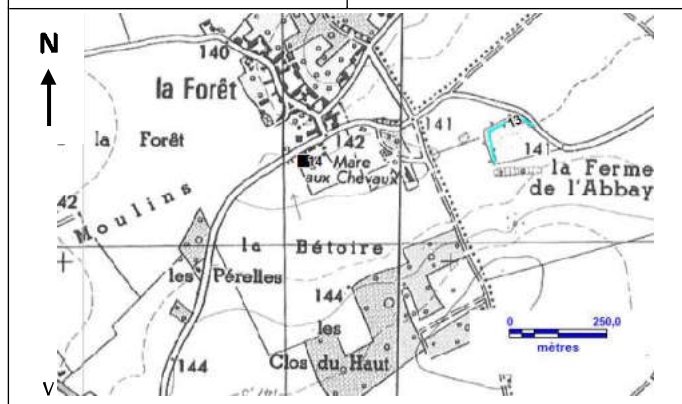 N
140
la Forêt
la Forêt
142
141
13
141
14 Mare
aux Chevaux
la Ferme
de l'Abbay
42
Moulins
la Bétoire
les Pérelles
144
les
Clos du Haut
144
0 250,0
mètres
V